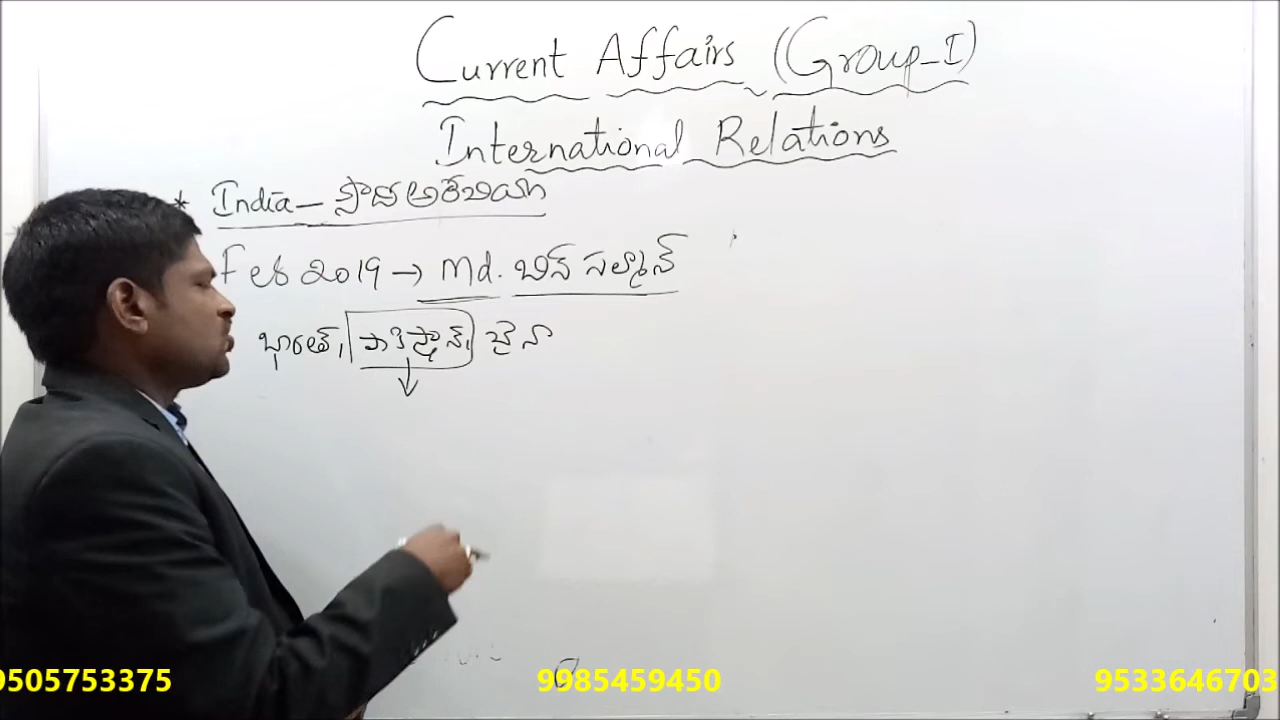 Current Affairs (Group-I)
International Relations
* India - సౌదీ అరేబియా
Feb 2019 → Md. బిన్ సల్మాన్
భారత్, పాకిస్తాన్, చైనా
9505753375
9985459450
9533646703